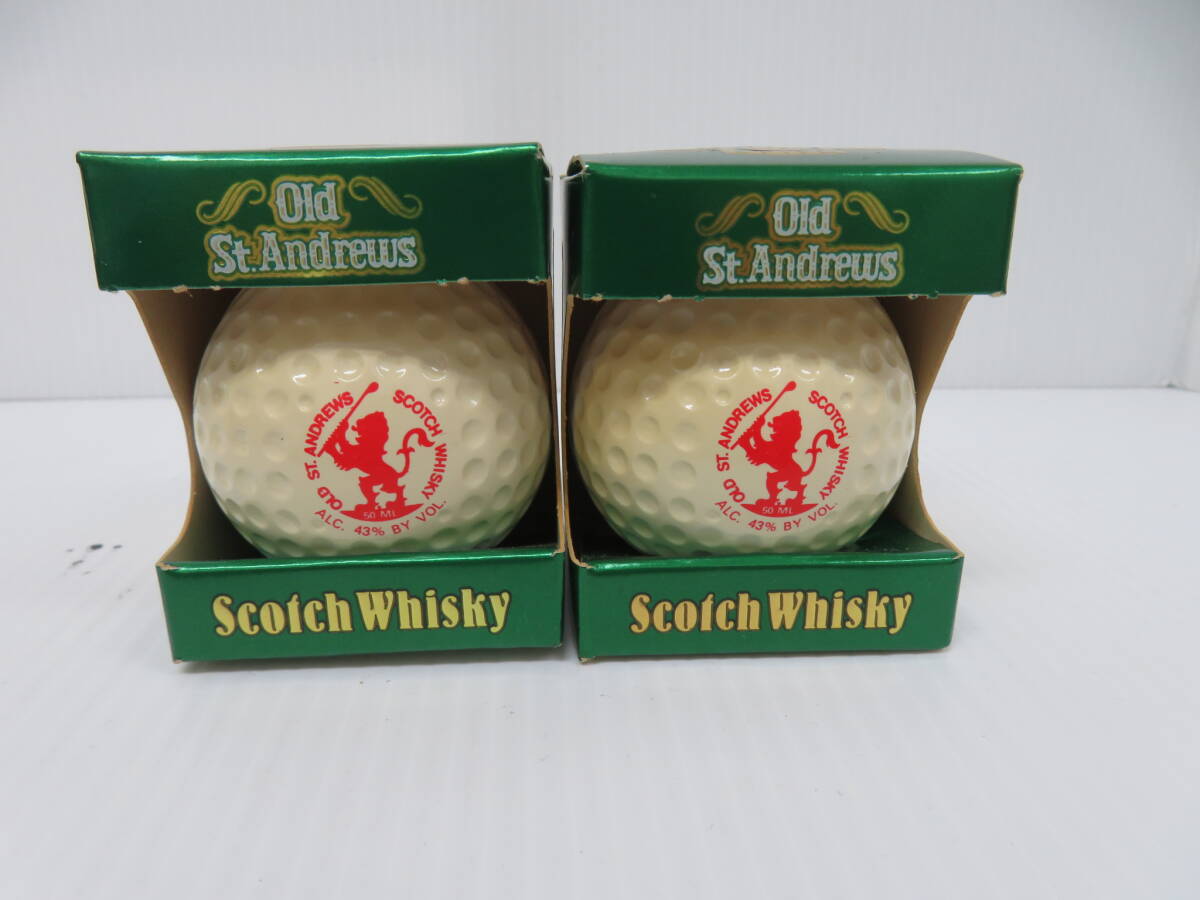 Old
St. Andrews
OLD ST. ANDREWS SCOTCH WHISKY
50 ML
ALC. 43% BY VOL.
Scotch Whisky
Old
St. Andrews
OLD ST. ANDREWS SCOTCH WHISKY
50 ML
ALC. 43% BY VOL.
Scotch Whisky